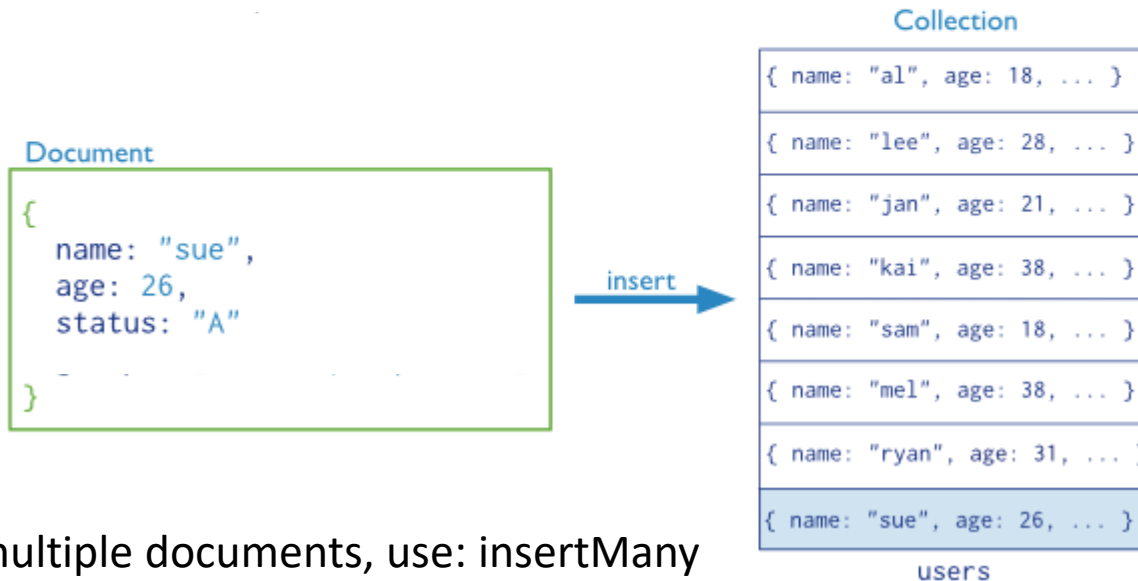 Document
{
name: "sue",
age: 26,
status: "A"
}
insert
Collection
{ name: "al", age: 18, ... }
{ name: "lee", age: 28, ... }
{ name: "jan", age: 21, ... }
{ name: "kai", age: 38, ... }
{ name: "sam", age: 18, ... }
{ name: "mel", age: 38, ... }
{ name: "ryan", age: 31, ...
{ name: "sue", age: 26, ... }
users
multiple documents, use: insertMany